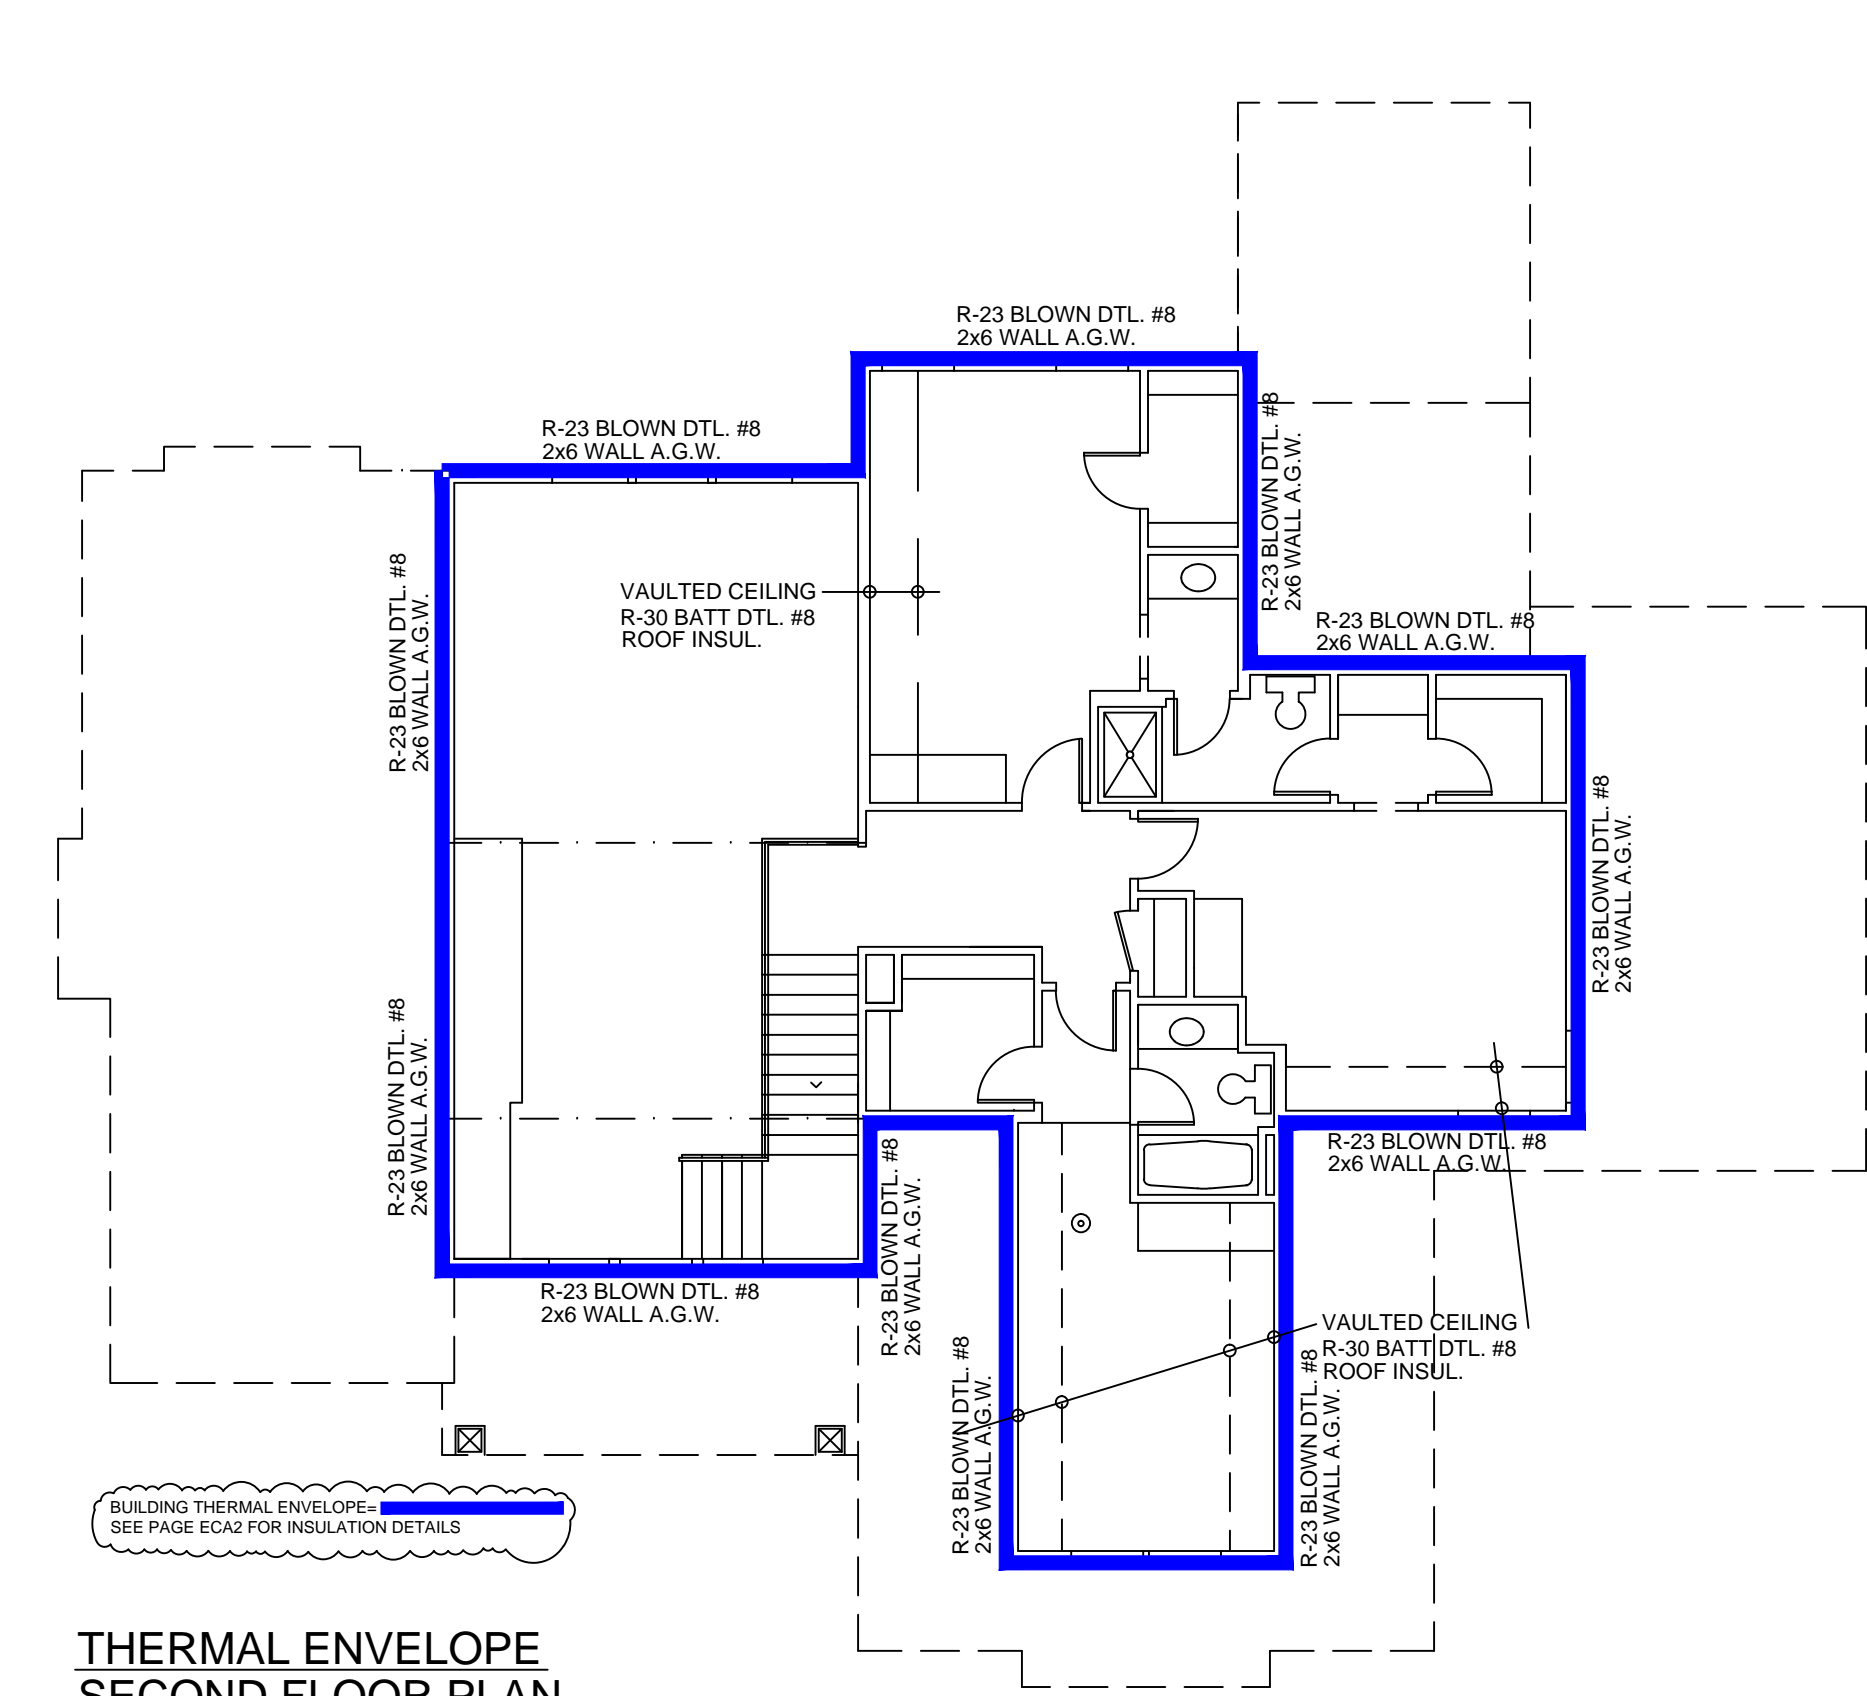 R-23 BLOWN DTL. #8
2x6 WALL A.G.W.
R-23 BLOWN DTL. #8
2x6 WALL A.G.W.
R-23 BLOWN DTL. #8
2x6 WALL A.G.W.
R-23 BLOWN DTL. #8
2x6 WALL A.G.W.
VAULTED CEILING
R-30 BATT DTL. #8
ROOF INSUL.
R-23 BLOWN DTL. #8
2x6 WALL A.G.W.
R-23 BLOWN DTL. #8
2x6 WALL A.G.W.
R-23 BLOWN DTL. #8
2x6 WALL A.G.W.
R-23 BLOWN DTL. #8
2x6 WALL A.G.W.
R-23 BLOWN DTL. #8
2x6 WALL A.G.W.
R-23 BLOWN DTL. #8
2x6 WALL A.G.W.
VAULTED CEILING
R-30 BATT DTL. #8
ROOF INSUL.
R-23 BLOWN DTL. #8
2x6 WALL A.G.W.
R-23 BLOWN DTL. #8
2x6 WALL A.G.W.
BUILDING THERMAL ENVELOPE=
SEE PAGE ECA2 FOR INSULATION DETAILS
THERMAL ENVELOPE
SECOND FLOOR PLAN